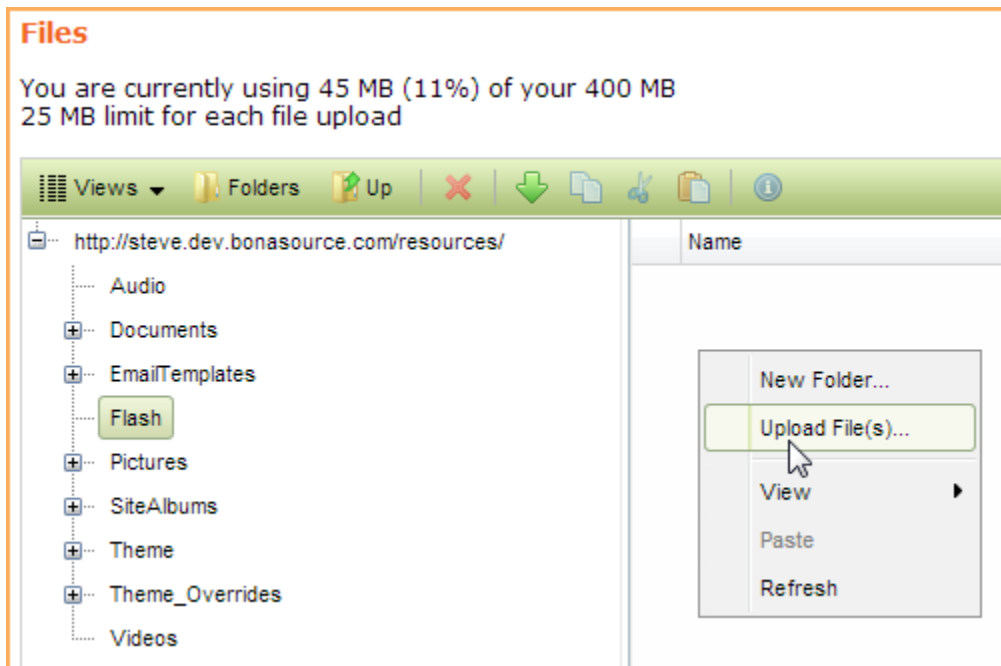 Files
You are currently using 45 MB (11%) of your 400 MB
25 MB limit for each file upload
Views Folders Up
http://steve.dev.bonasource.com/resources/
Name
Audio
Documents
EmailTemplates
Flash
Pictures
SiteAlbums
Theme
Theme_Overrides
Videos
New Folder...
Upload File(s)...
View
Paste
Refresh